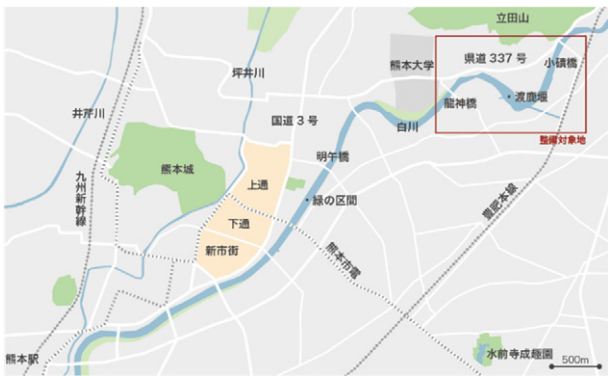 立田山
県道 337 号
小磧橋
熊本大学
坪井川
渡鹿堰
龍神橋
井芹川
国道 3 号
白川
整備対象地
明午橋
熊本城
上通
九州新幹線
緑の区間
豊肥本線
下通
新市街
熊本市電
熊本駅
水前寺成趣園
500m